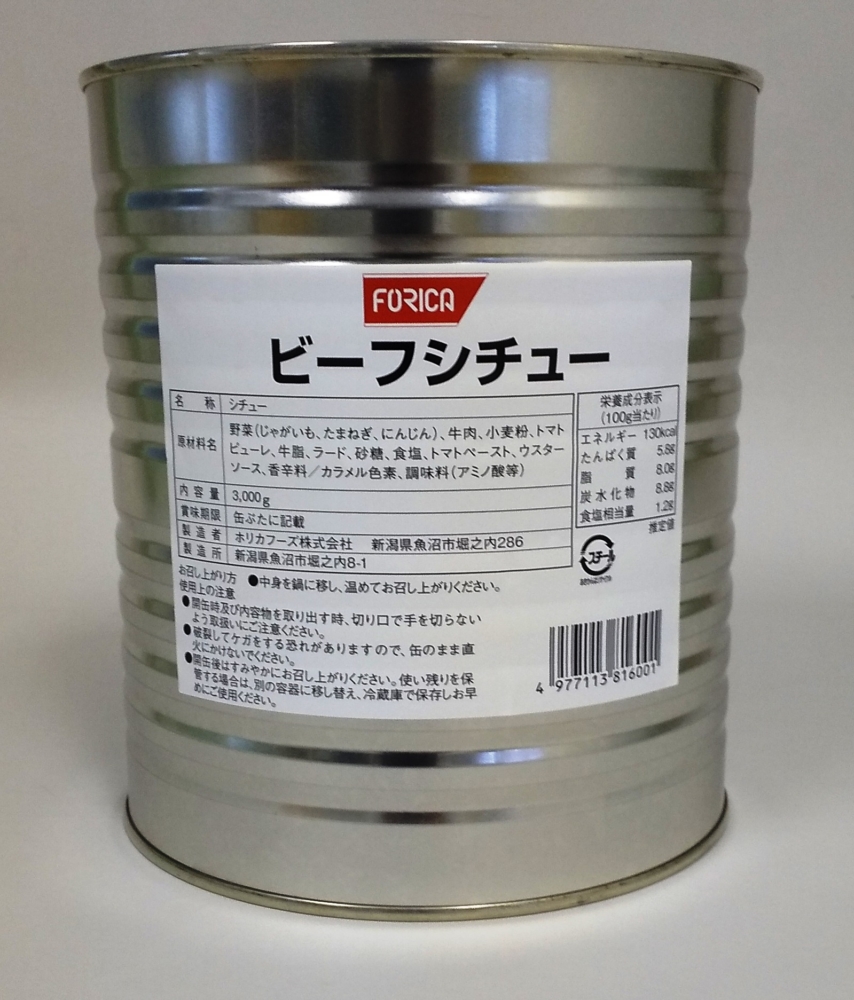 FORICA
ビーフシチュー
名称 シチュー
原材料名 野菜(じゃがいも、たまねぎ、にんじん)、牛肉、小麦粉、トマト
ピューレ、牛脂、ラード、砂糖、食塩、トマトペースト、ウスター
ソース、香辛料／カラメル色素、調味料(アミノ酸等)
内容量 3,000g
賞味期限 缶ぶたに記載
製造者 ホリカフーズ株式会社 新潟県魚沼市堀之内286
製造所 新潟県魚沼市堀之内8-1
栄養成分表示
(100g当たり)
エネルギー 130kcal
たんぱく質 5.6g
脂質 8.0g
炭水化物 8.8g
食塩相当量 1.2g
推定値
スチール
お召し上がり方 ●中身を鍋に移し、温めてお召し上がりください。
使用上の注意
●開缶時及び内容物を取り出す時、切り口で手を切らない
よう取扱いにご注意ください。
●破裂してケガをする恐れがありますので、缶のまま直
火にかけないでください。
●開缶後はすみやかにお召し上がりください。使い残りを保
管する場合は、別の容器に移し替え、冷蔵庫で保存しお早
めにご使用ください。
4 977113 816001